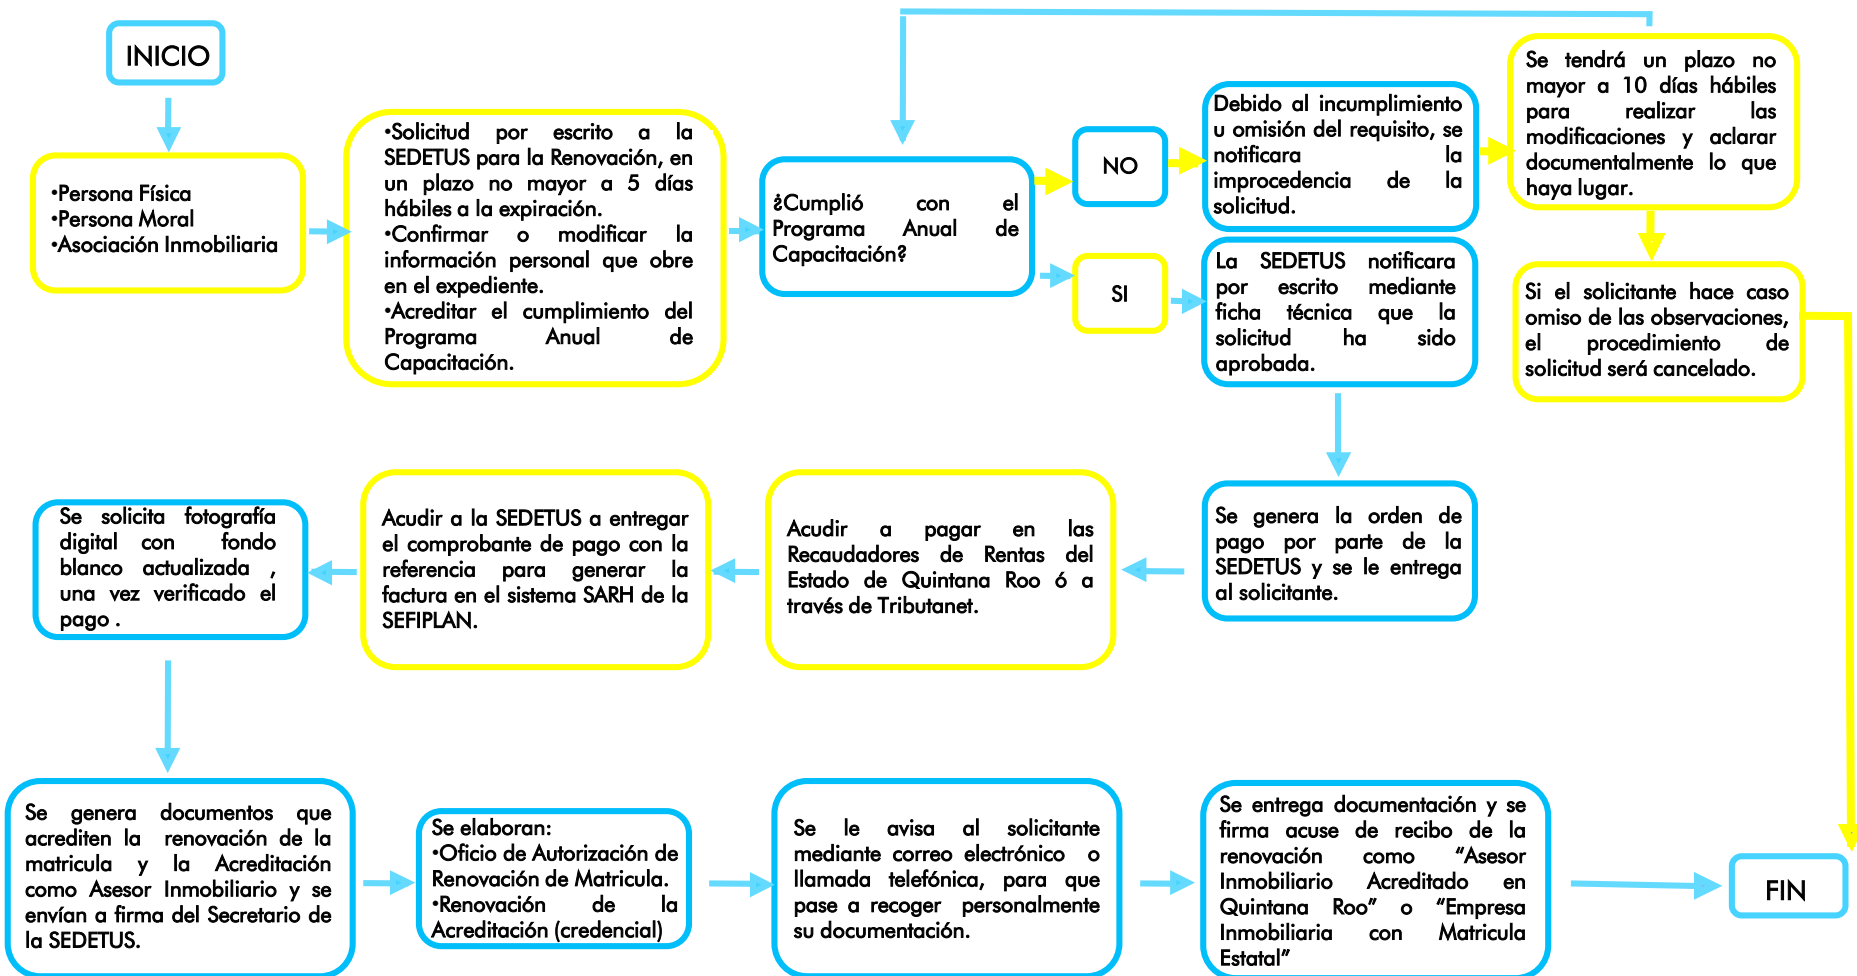 INICIO
•Persona Física
•Persona Moral
•Asociación Inmobiliaria
•Solicitud por escrito a la
SEDETUS para la Renovación, en
un plazo no mayor a 5 días
hábiles a la expiración.
•Confirmar o modificar la
información personal que obre
en el expediente.
•Acreditar el cumplimiento del
Programa Anual de
Capacitación.
¿Cumplió con el
Programa Anual de
Capacitación?
NO
Debido al incumplimiento
u omisión del requisito, se
notificara la
improcedencia de la
solicitud.
Se tendrá un plazo no
mayor a 10 días hábiles
para realizar las
modificaciones y aclarar
documentalmente lo que
haya lugar.
Si el solicitante hace caso
omiso de las observaciones,
el procedimiento de
solicitud será cancelado.
SI
La SEDETUS notificara
por escrito mediante
ficha técnica que la
solicitud ha sido
aprobada.
Se genera la orden de
pago por parte de la
SEDETUS y se le entrega
al solicitante.
Acudir a pagar en las
Recaudadores de Rentas del
Estado de Quintana Roo ó a
través de Tributanet.
Acudir a la SEDETUS a entregar
el comprobante de pago con la
referencia para generar la
factura en el sistema SARH de la
SEFIPLAN.
Se solicita fotografía
digital con fondo
blanco actualizada ,
una vez verificado el
pago .
Se genera documentos que
acrediten la renovación de la
matricula y la Acreditación
como Asesor Inmobiliario y se
envían a firma del Secretario de
la SEDETUS.
Se elaboran:
•Oficio de Autorización de
Renovación de Matricula.
•Renovación de la
Acreditación (credencial)
Se le avisa al solicitante
mediante correo electrónico o
llamada telefónica, para que
pase a recoger personalmente
su documentación.
Se entrega documentación y se
firma acuse de recibo de la
renovación como “Asesor
Inmobiliario Acreditado en
Quintana Roo” o “Empresa
Inmobiliaria con Matricula
Estatal”
FIN